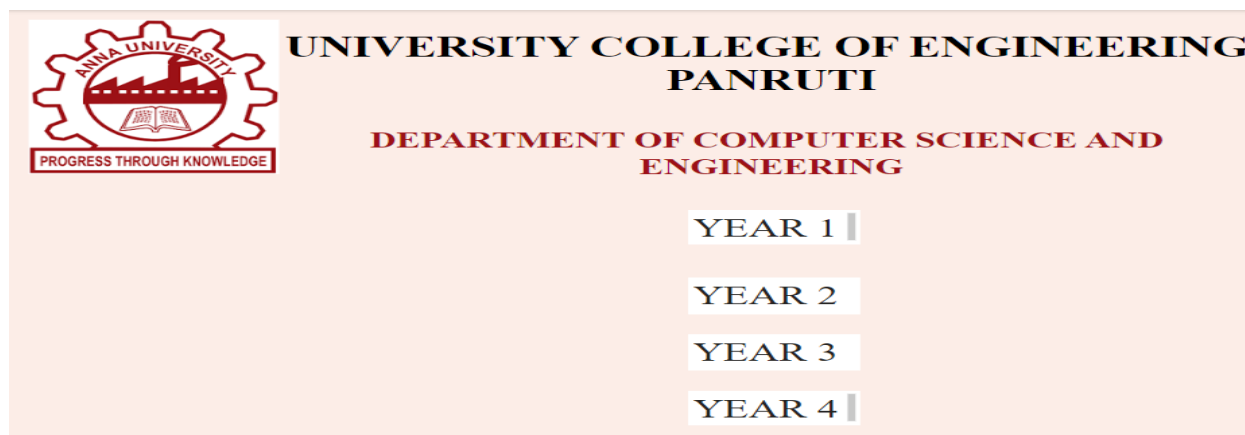 ANNA UNIVERSITY
PROGRESS THROUGH KNOWLEDGE
UNIVERSITY COLLEGE OF ENGINEERING
PANRUTI
DEPARTMENT OF COMPUTER SCIENCE AND
ENGINEERING
YEAR 1
YEAR 2
YEAR 3
YEAR 4